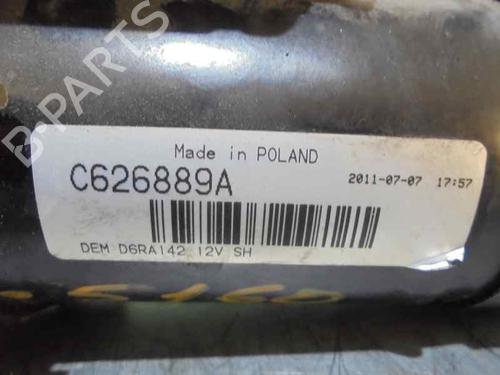 B-PARTS
Made in POLAND
C626889A
2011-07-07 17:57
DEM D6RA142 12V SH